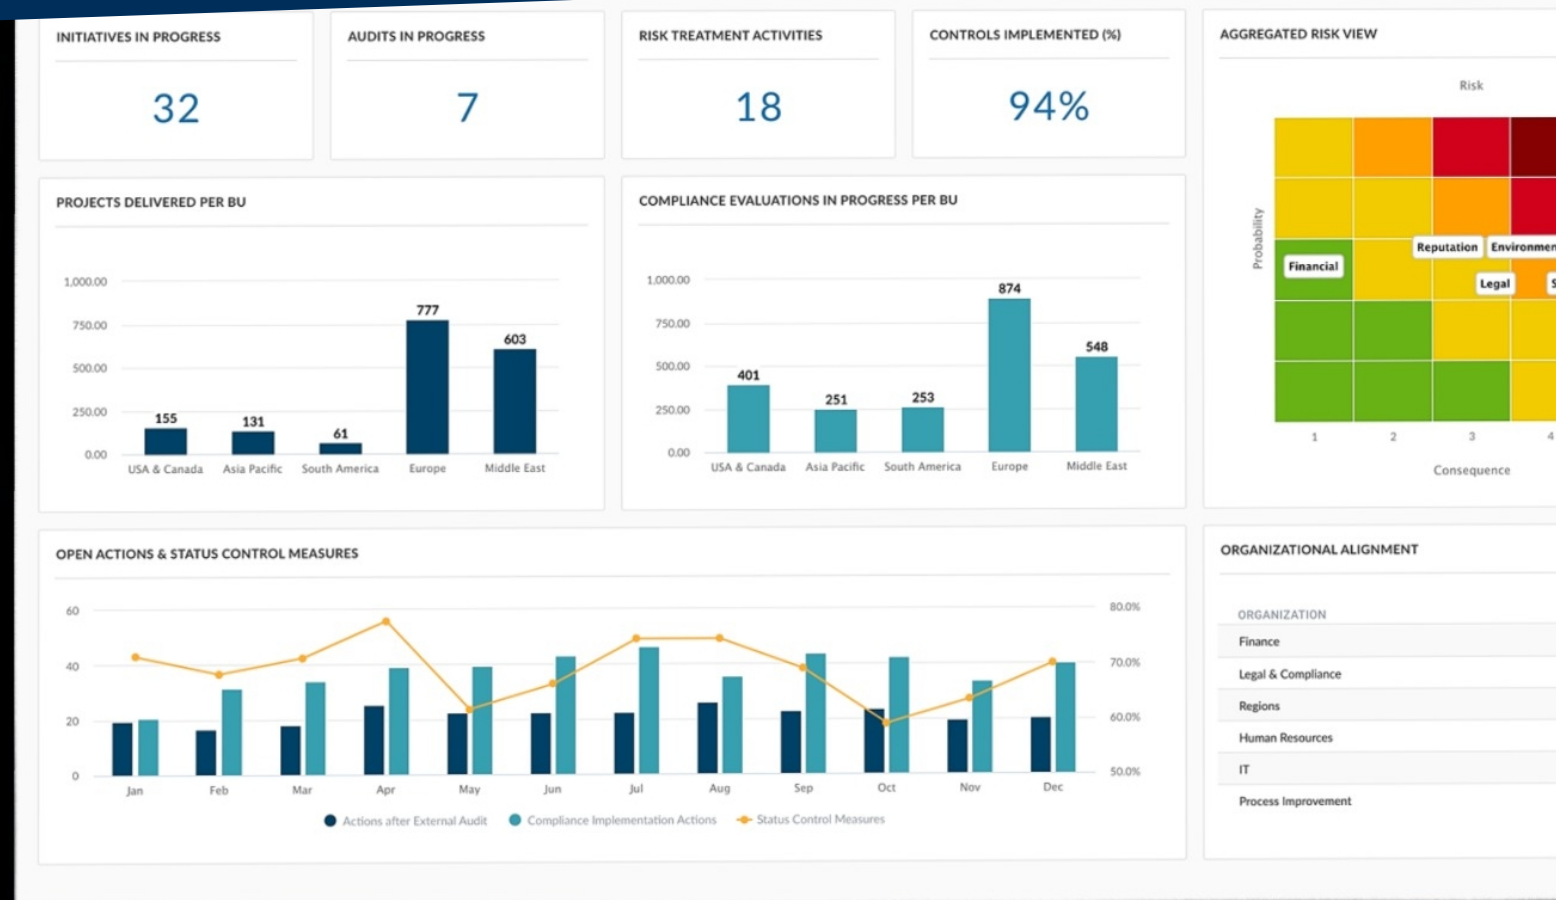 INITIATIVES IN PROGRESS
32
AUDITS IN PROGRESS
7
RISK TREATMENT ACTIVITIES
18
CONTROLS IMPLEMENTED (%)
94%
PROJECTS DELIVERED PER BU
1,000.00
750.00
500.00
250.00
0.00
155 131 61 777 603
USA & Canada Asia Pacific South America Europe Middle East
COMPLIANCE EVALUATIONS IN PROGRESS PER BU
1,000.00
750.00
500.00
250.00
0.00
401 251 253 874 548
USA & Canada Asia Pacific South America Europe Middle East
AGGREGATED RISK VIEW
Risk
Probability
Reputation
Financial
Legal
1 2 3 4
Consequence
OPEN ACTIONS & STATUS CONTROL MEASURES
60
40
20
0
80.0%
70.0%
60.0%
50.0%
Jan Feb Mar Apr May Jun Jul Aug Sep Oct Nov Dec
Actions after External Audit Compliance Implementation Actions Status Control Measures
ORGANIZATIONAL ALIGNMENT
ORGANIZATION
Finance
Legal & Compliance
Regions
Human Resources
IT
Process Improvement